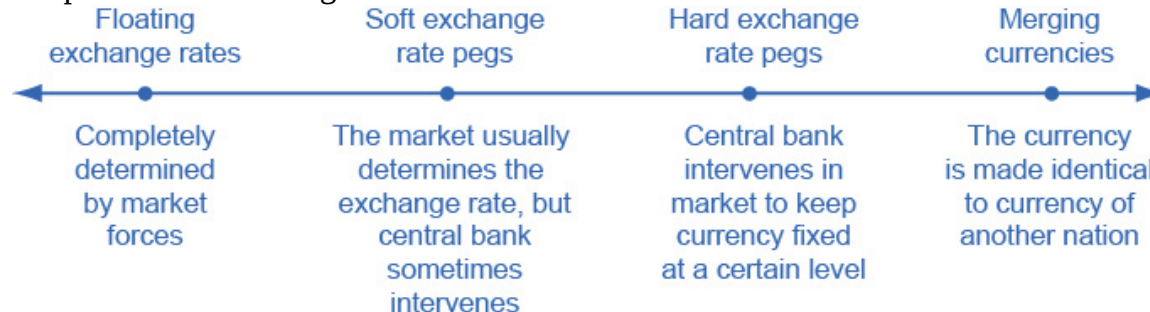 Floating
exchange rates
Soft exchange
rate pegs
Hard exchange
rate pegs
Merging
currencies
Completely
determined
by market
forces
The market usually
determines the
exchange rate, but
central bank
sometimes
intervenes
Central bank
intervenes in
market to keep
currency fixed
at a certain level
The currency
is made identical
to currency of
another nation